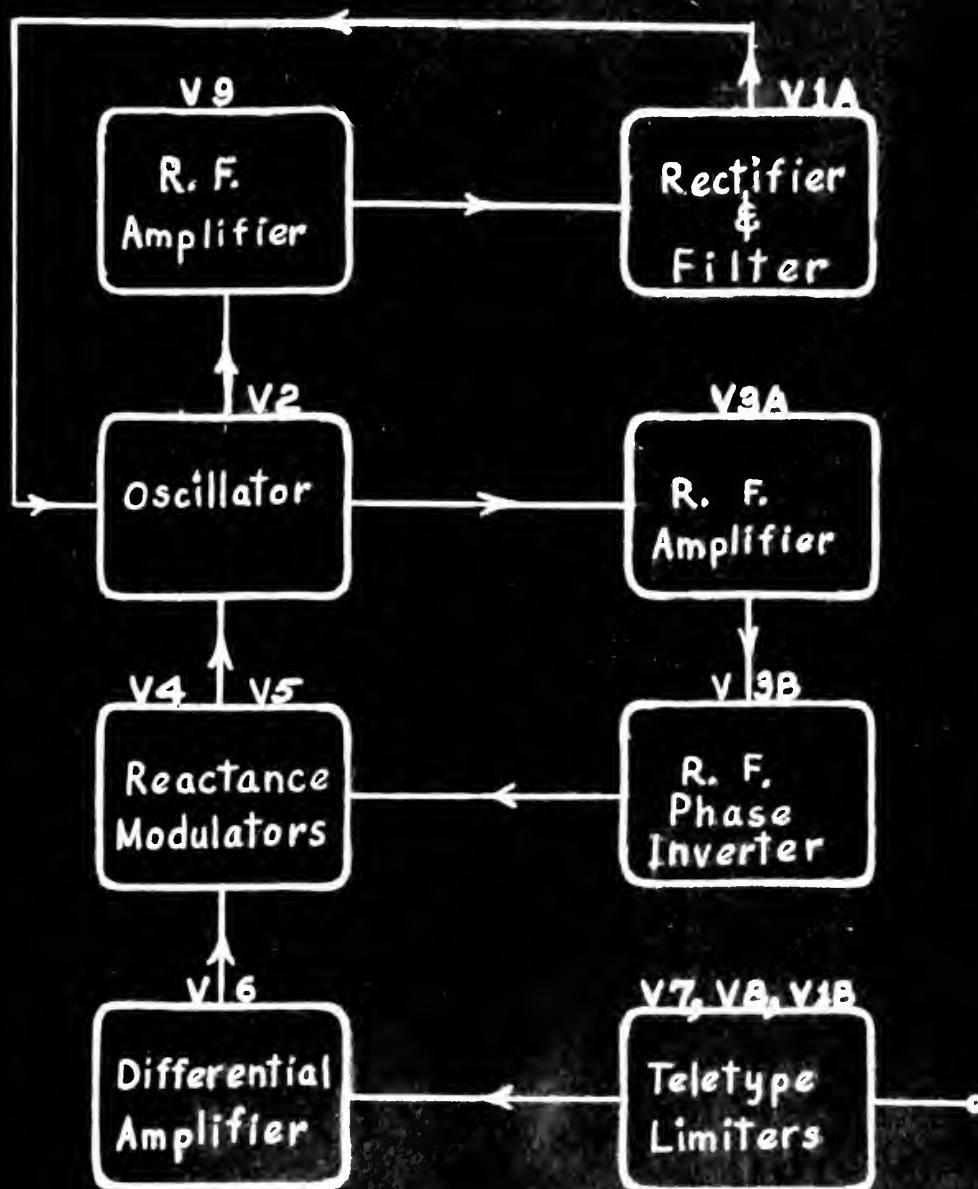 V9
R. F.
Amplifier
V1A
Rectifier
&
Filter
V2
Oscillator
V3A
R. F.
Amplifier
V4 V5
Reactance
Modulators
V 3B
R. F.
Phase
Inverter
V 6
Differential
Amplifier
V7, V8, V1B
Teletype
Limiters